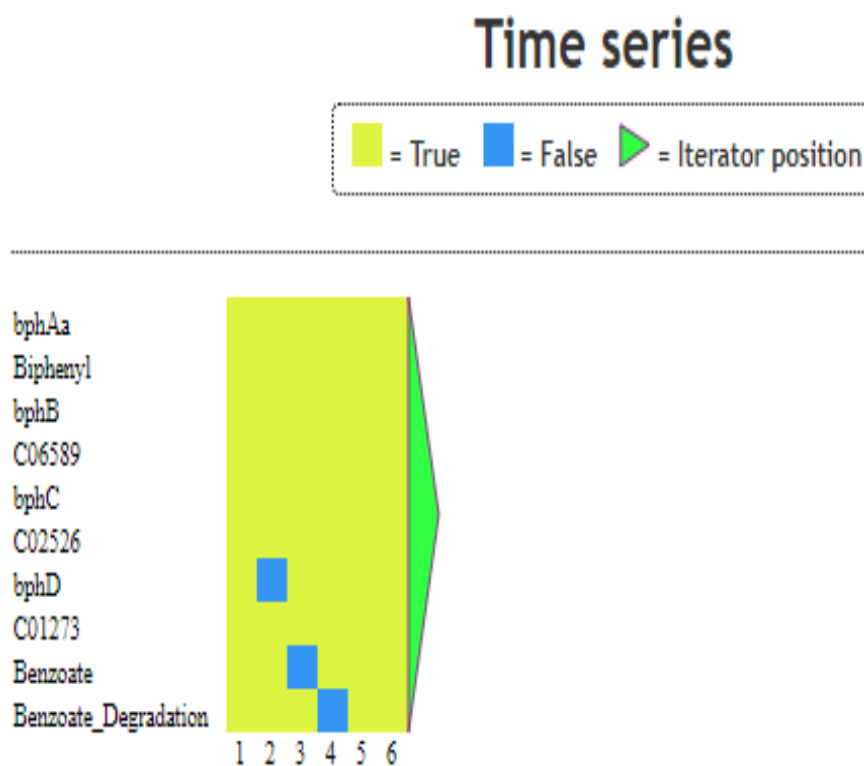 Time series
= True = False = Iterator position
bphAa
Biphenyl
bphB
C06589
bphC
C02526
bphD
C01273
Benzoate
Benzoate_Degradation
1 2 3 4 5 6